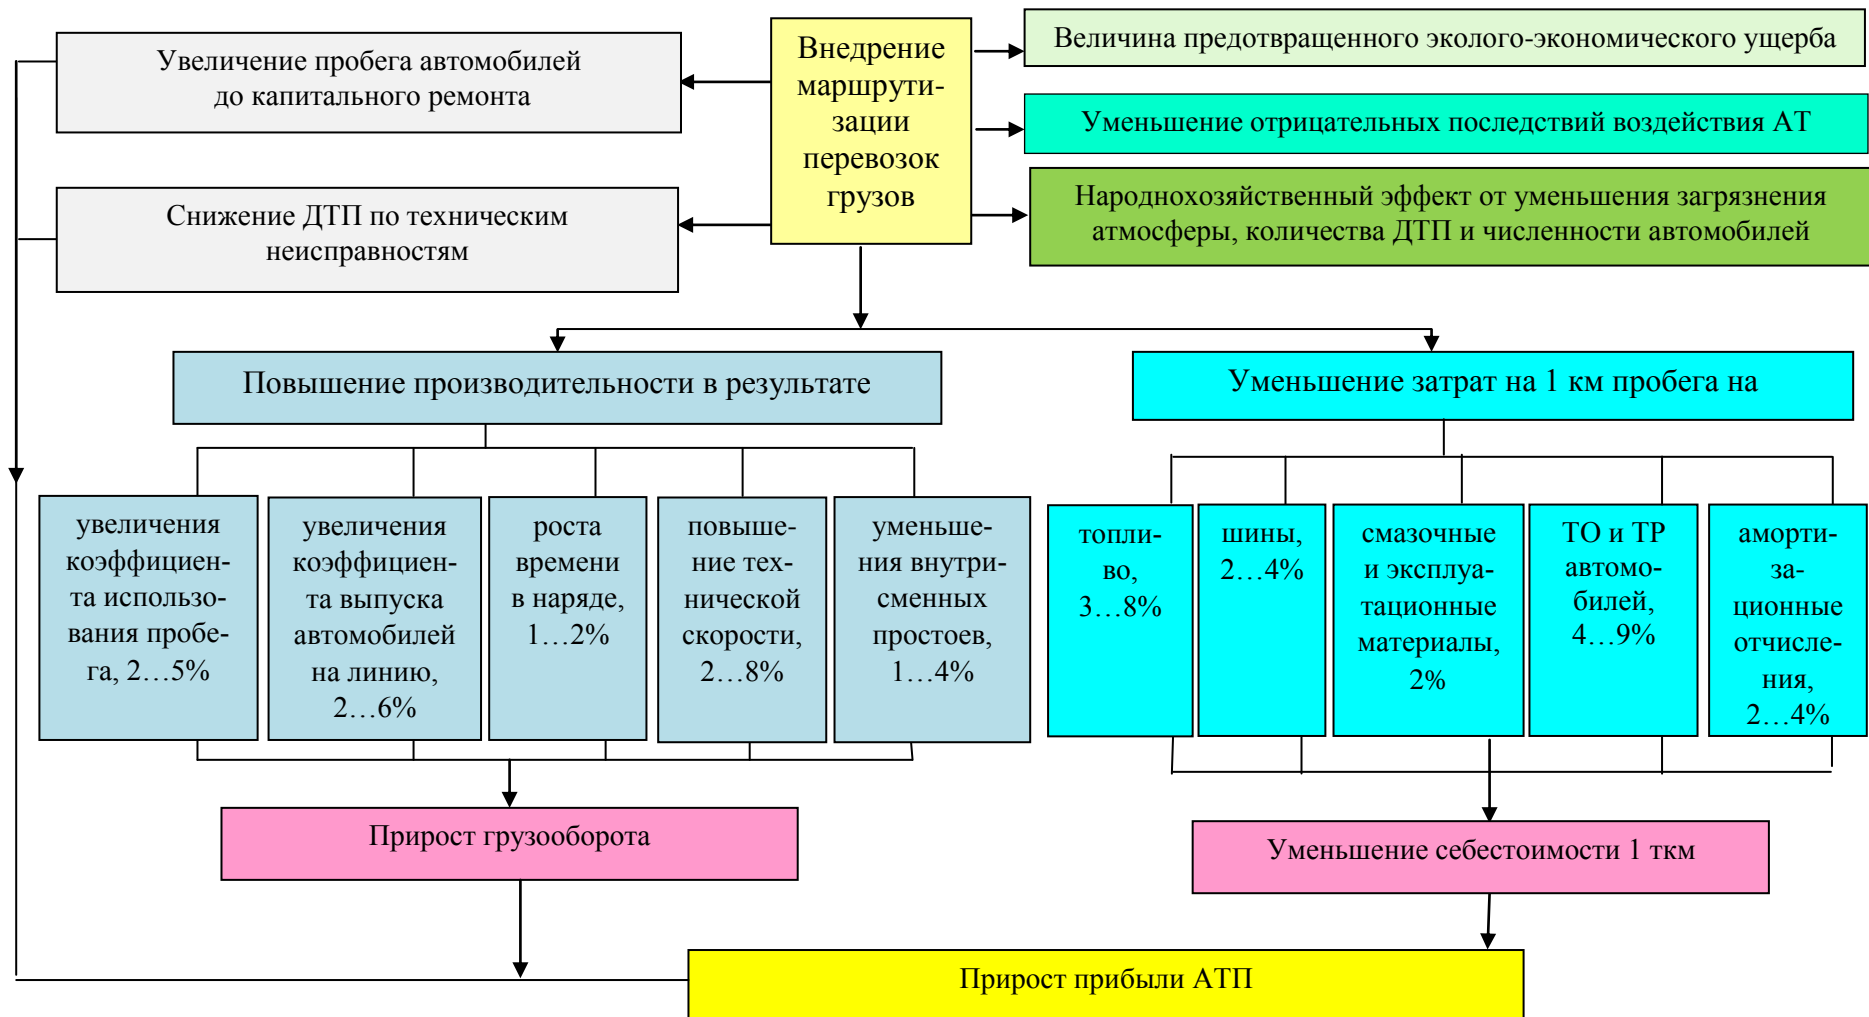 Увеличение пробега автомобилей
до капитального ремонта
Внедрение
маршрути-
зации
перевозок
грузов
Величина предотвращенного эколого-экономического ущерба
Уменьшение отрицательных последствий воздействия АТ
Снижение ДТП по техническим
неисправностям
Народнохозяйственный эффект от уменьшения загрязнения
атмосферы, количества ДТП и численности автомобилей
Повышение производительности в результате
Уменьшение затрат на 1 км пробега на
увеличения
коэффициен-
та использо-
вания пробе-
га, 2…5%
увеличения
коэффициен-
та выпуска
автомобилей
на линию,
2…6%
роста
времени
в наряде,
1…2%
повыше-
ние тех-
нической
скорости,
2…8%
уменьше-
ния внутри-
сменных
простоев,
1…4%
топли-
во,
3…8%
шины,
2…4%
смазочные
и эксплуа-
тационные
материалы,
2%
ТО и ТР
автомо-
билей,
4…9%
аморти-
за-
ционные
отчисле-
ния,
2…4%
Прирост грузооборота
Уменьшение себестоимости 1 ткм
Прирост прибыли АТП